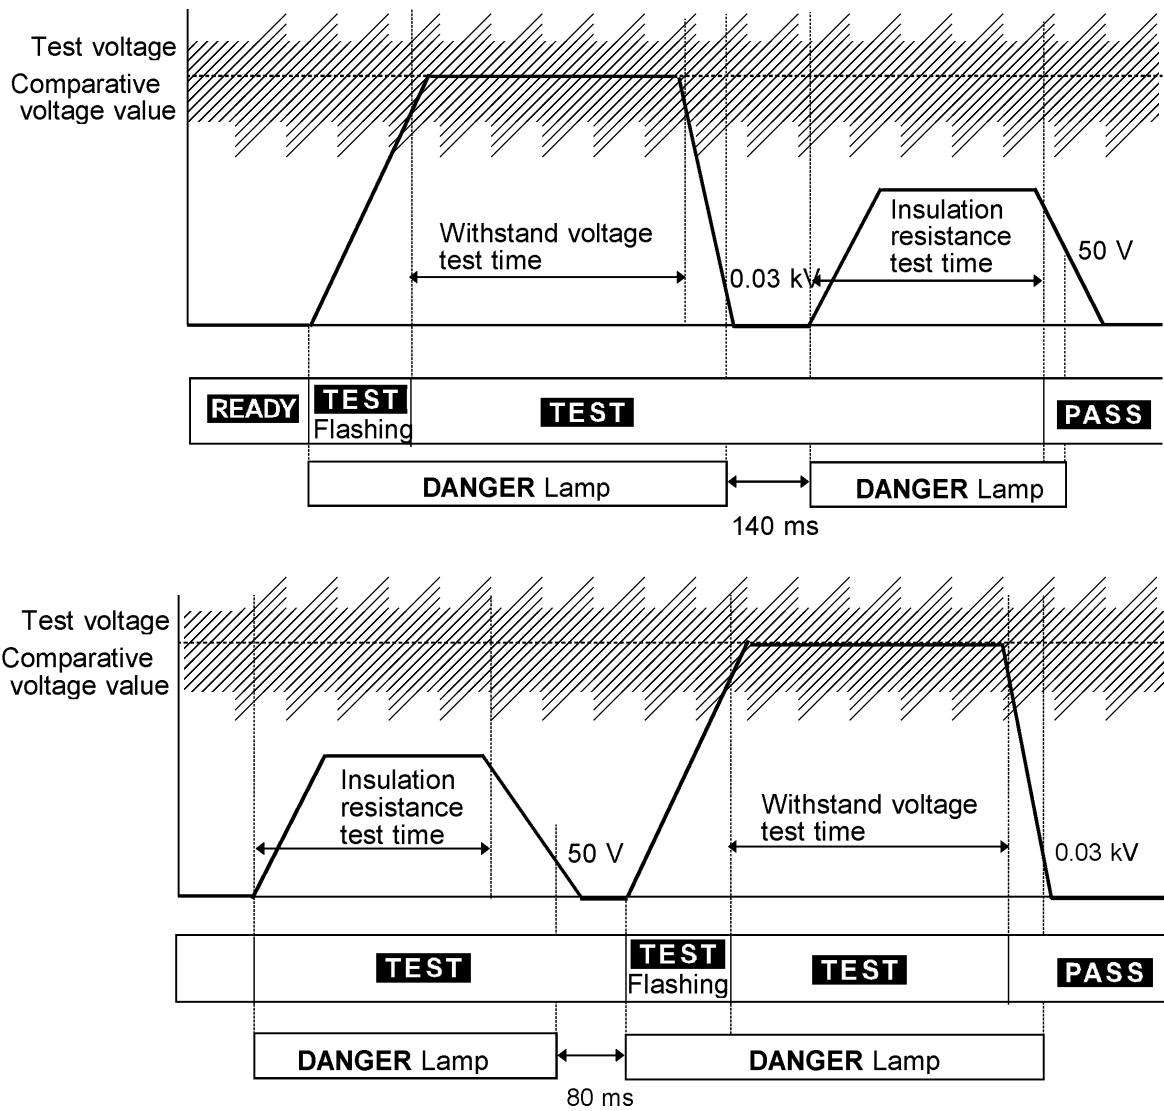 Test voltage
Comparative
voltage value
Withstand voltage
test time
0.03 kV
Insulation
resistance
test time
50 V
READY
TEST
Flashing
TEST
PASS
DANGER Lamp
DANGER Lamp
140 ms
Test voltage
Comparative
voltage value
Insulation
resistance
test time
50 V
Withstand voltage
test time
0.03 kV
TEST
TEST
Flashing
TEST
PASS
DANGER Lamp
DANGER Lamp
80 ms